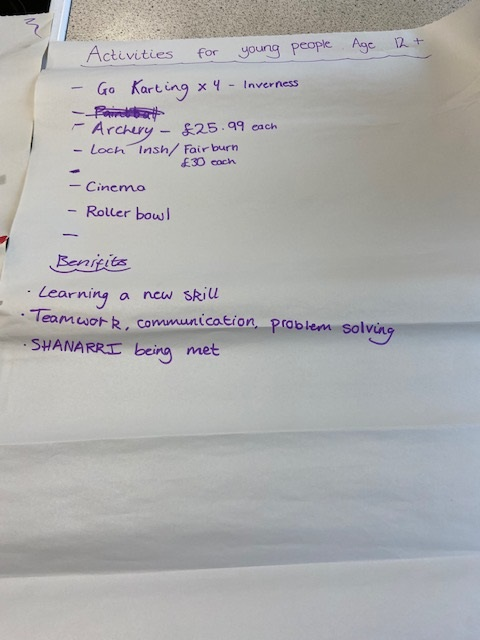 Activities for young people Age 12+
- Go Karting x 4 - Inverness
- Paintball
- Archery - £25.99 each
- Loch Insh/ Fairburn
£30 each
-
- Cinema
- Roller bowl
-
Benifits
· Learning a new skill
· Teamwork, communication, problem solving
· SHANARRI being met